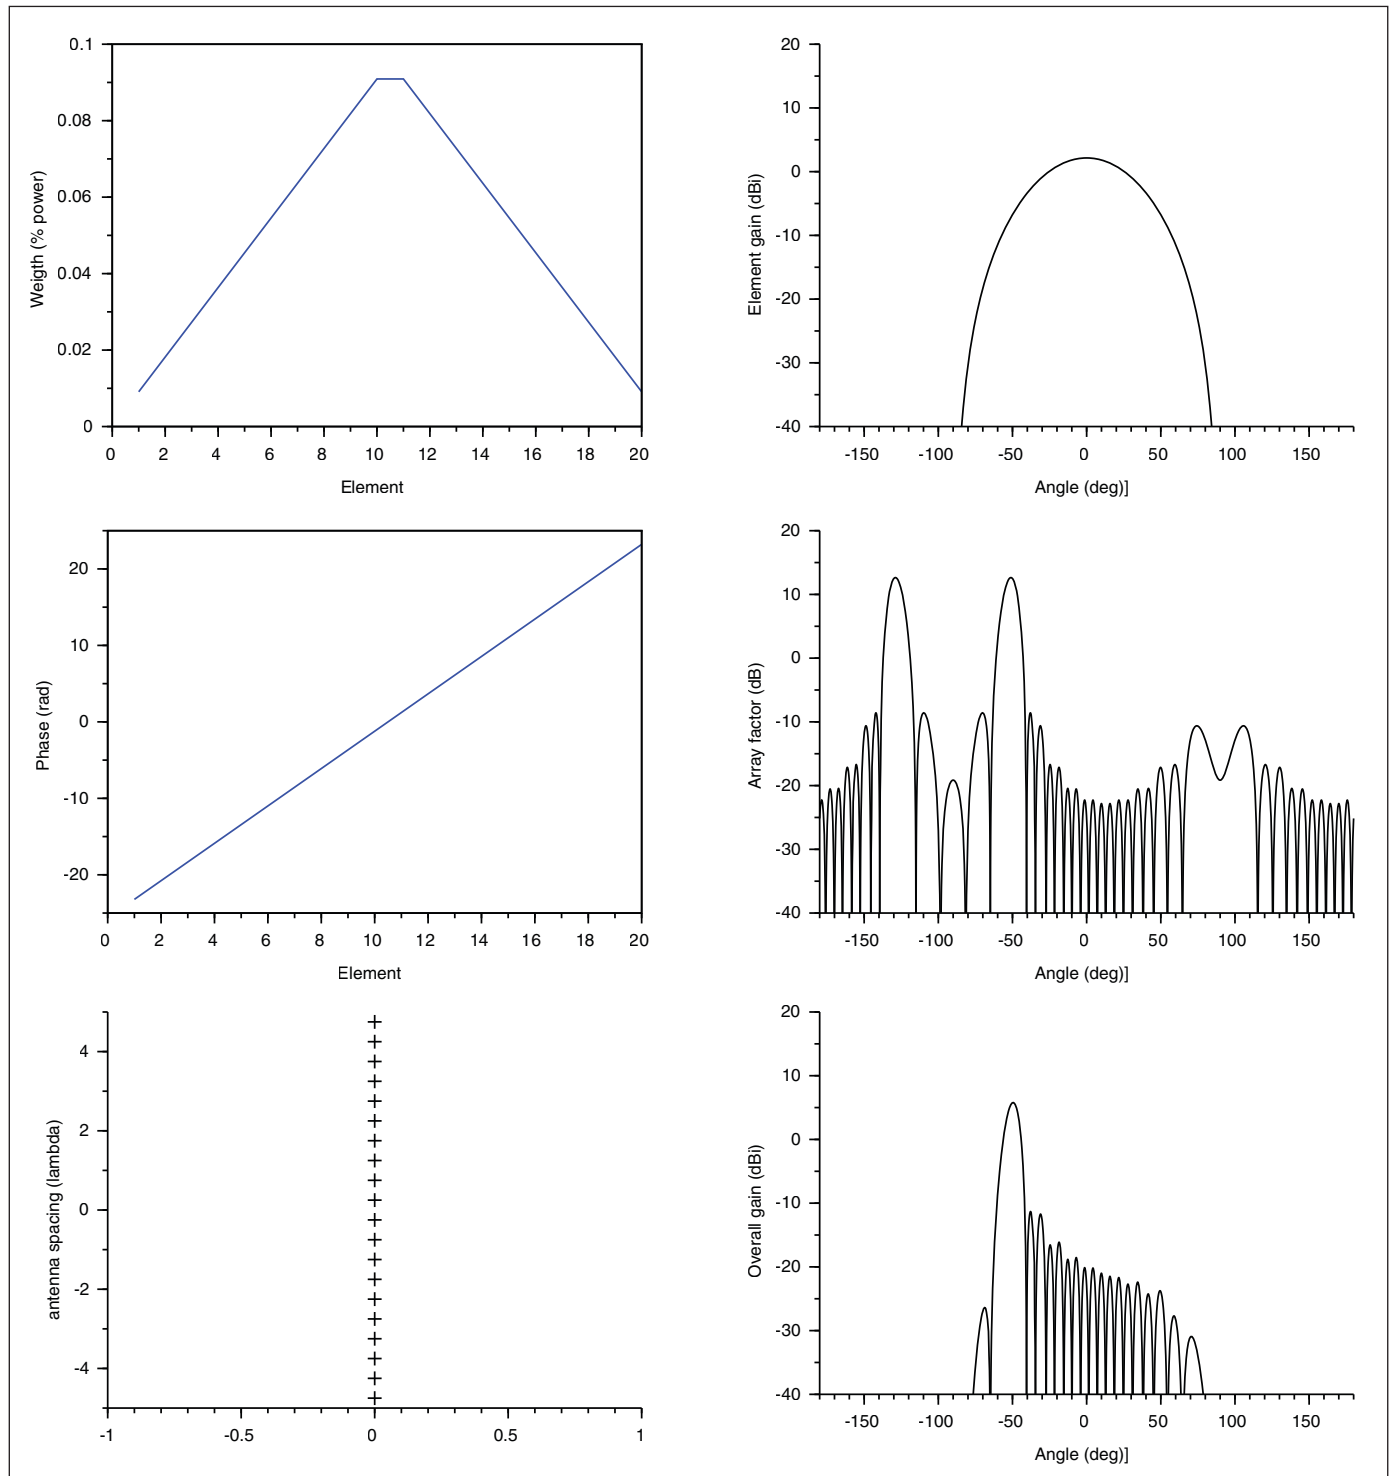 0.1
0.08
0.06
0.04
0.02
0
Weigth (% power)
0 2 4 6 8 10 12 14 16 18 20
Element
20
10
0
-10
-20
-30
-40
Element gain (dBi)
-150 -100 -50 0 50 100 150
Angle (deg)]
20
10
0
-10
-20
Phase (rad)
0 2 4 6 8 10 12 14 16 18 20
Element
20
10
0
-10
-20
-30
-40
Array factor (dB)
-150 -100 -50 0 50 100 150
Angle (deg)]
4
2
0
-2
-4
antenna spacing (lambda)
-1 -0.5 0 0.5 1
20
10
0
-10
-20
-30
-40
Overall gain (dBi)
-150 -100 -50 0 50 100 150
Angle (deg)]